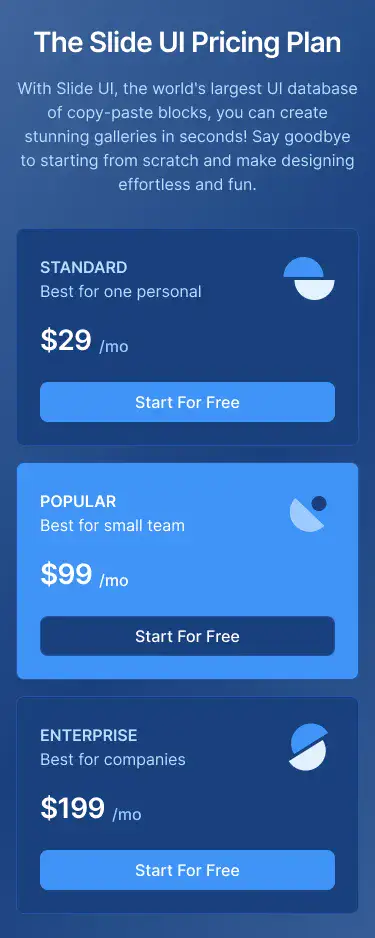 The Slide UI Pricing Plan
With Slide UI, the world's largest UI database
of copy-paste blocks, you can create
stunning galleries in seconds! Say goodbye
to starting from scratch and make designing
effortless and fun.
STANDARD
Best for one personal
$29 /mo
Start For Free
POPULAR
Best for small team
$99 /mo
Start For Free
ENTERPRISE
Best for companies
$199 /mo
Start For Free